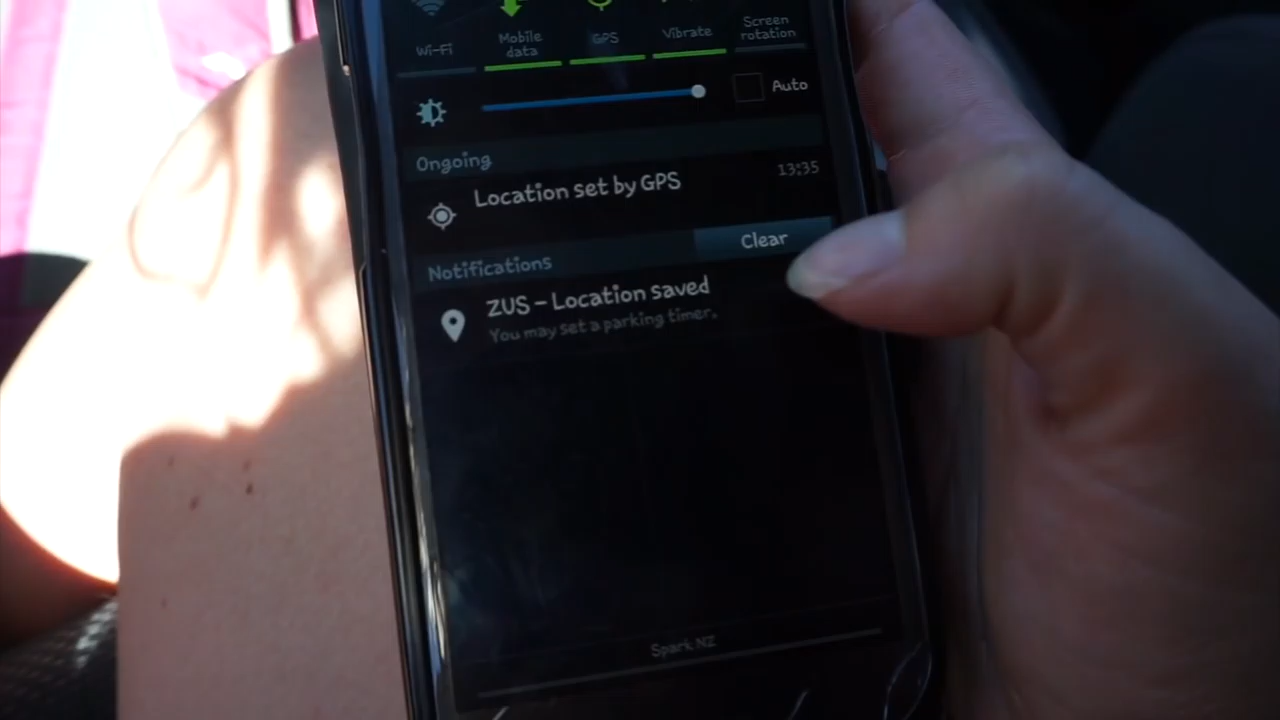 Wi-Fi
Mobile data
GPS
Vibrate
Screen rotation
Auto
Ongoing
Location set by GPS
13:35
Clear
Notifications
ZUS – Location saved
You may set a parking timer.
Spark NZ